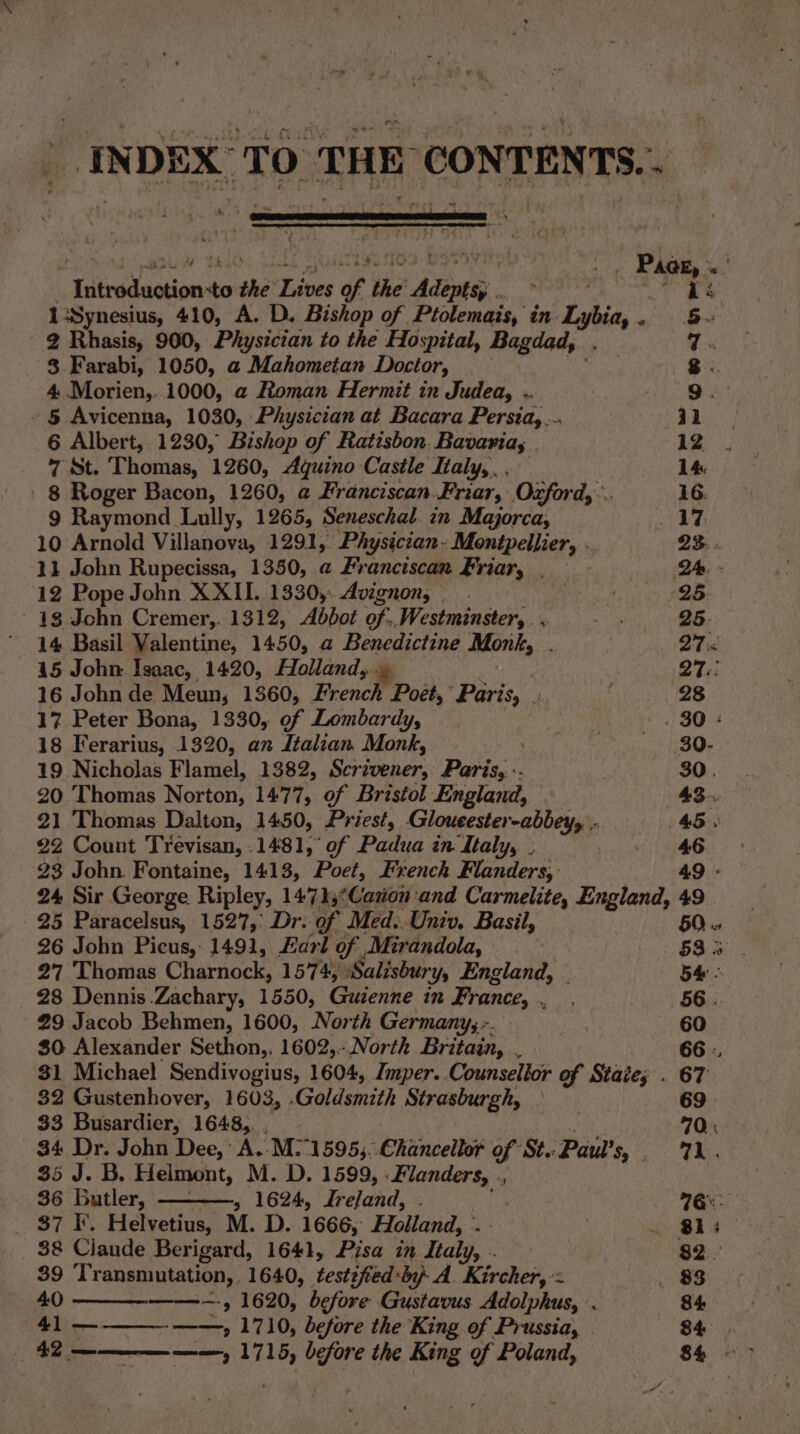 INDEX TO THE CONTENTS.
PAGE,
Introduction to the Lives of the Adepts,
1 Synesius, 410, A. D. Bishop of Ptolemais, in Lybia, . 5
2 Rhasis, 900, Physician to the Hospital, Bagdad, . 7
3 Farabi, 1050, a Mahometan Doctor, 8
4 Morien, 1000, a Roman Hermit in Judea, . 9
5 Avicenna, 1030, Physician at Bacara Persia, . 11
6 Albert, 1230, Bishop of Ratisbon Bavaria, 12
7 St. Thomas, 1260, Aquino Castle Italy, . 14
8 Roger Bacon, 1260, a Franciscan Friar, Oxford, . 16
9 Raymond Lully, 1265, Seneschal in Majorca, 17
10 Arnold Villanova, 1291, Physician Montpellier, . 23
11 John Rupecissa, 1350, a Franciscan Friar, 24
12 Pope John XXII. 1330, Avignon, 25
13 John Cremer, 1312, Abbot of Westminster, . 25
14 Basil Valentine, 1450, a Benedictine Monk, . 27
15 John Isaac, 1420, Holland, 27
16 John de Meun, 1360, French Poet, Paris, . 28
17 Peter Bona, 1330, of Lombardy, 30
18 Ferarius, 1320, an Italian Monk, 30
19 Nicholas Flamel, 1382, Scrivener, Paris, . 30
20 Thomas Norton, 1477, of Bristol England, 43
21 Thomas Dalton, 1450, Priest, Gloucester-abbey, . 45
22 Count Trevisan, 1481, of Padua in Italy, . 46
23 John Fontaine, 1413, Poet, French Flanders, 49
24 Sir George Ripley, 1471, Canon and Carmelite, England, 49
25 Paracelsus, 1527, Dr. of Med. Univ. Basil, 50
26 John Picus, 1491, Earl of Mirandola, 53
27 Thomas Charnock, 1574, Salisbury, England, 54
28 Dennis Zachary, 1550, Guienne in France, . 56
29 Jacob Behmen, 1600, North Germany, . 60
30 Alexander Sethon, 1602, North Britain, . 66
31 Michael Sendivogius, 1604, Imper. Counsellor of State, . 67
32 Gustenhover, 1603, Goldsmith Strasburgh, 69
33 Busardier, 1648, . 70
34 Dr. John Dee, A. M. 1595, Chancellor of St. Paul's, . 71
35 J. B. Helmont, M. D. 1599, Flanders, .
36 Butler, ———, 1624, Ireland, . 76
37 F. Helvetius, M. D. 1666, Holland, . 81
38 Claude Berigard, 1641, Pisa in Italy, . 82
39 Transmutation, 1640, testified by A Kircher, 83
40 ———————, 1620, before Gustavus Adolphus, . 84
41 ———————, 1710, before the King of Prussia, 84
42 ———————, 1715, before the King of Poland, 84